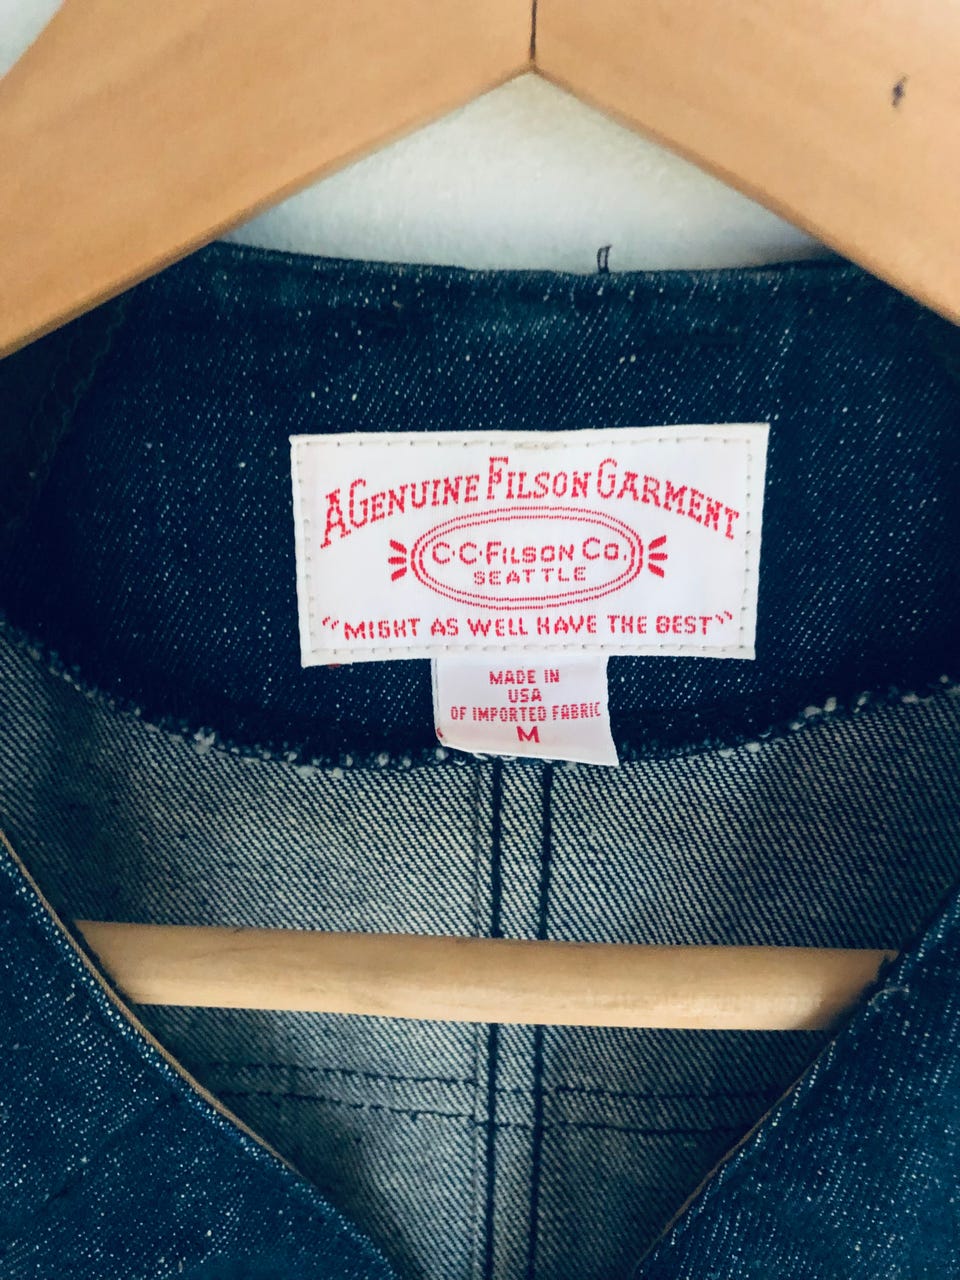 A GENUINE FILSON GARMENT
C·C·FILSON CO.
SEATTLE
"MIGHT AS WELL HAVE THE BEST"
MADE IN
USA
OF IMPORTED FABRIC
M